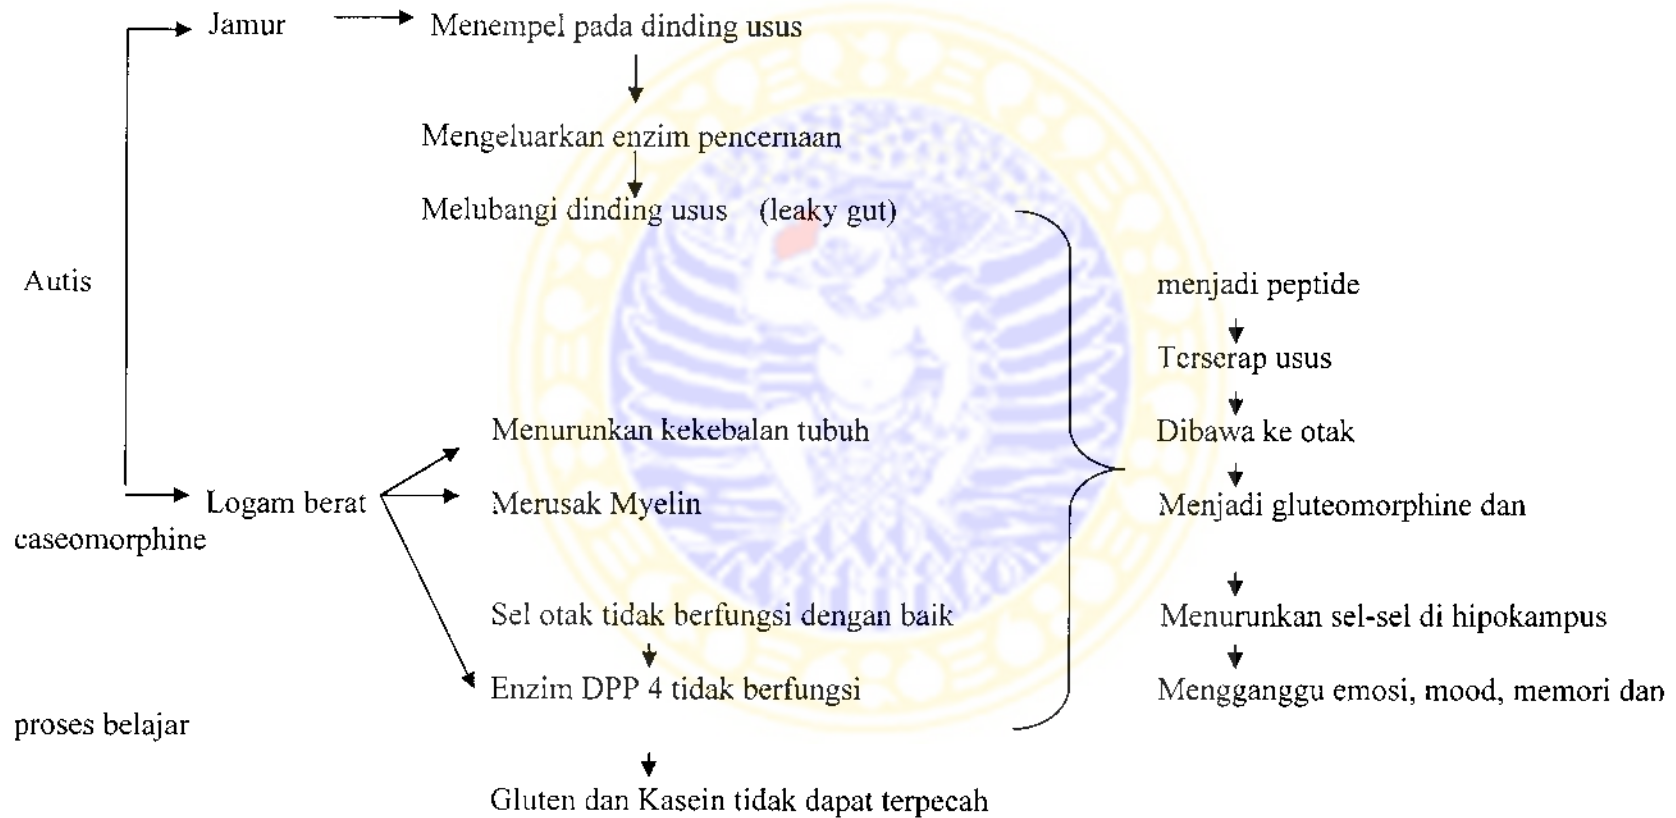 Jamur
Menempel pada dinding usus
Mengeluarkan enzim pencernaan
Melubangi dinding usus (leaky gut)
Autis
menjadi peptide
Terserap usus
Menurunkan kekebalan tubuh
Dibawa ke otak
Logam berat
Merusak Myelin
Menjadi gluteomorphine dan
caseomorphine
Sel otak tidak berfungsi dengan baik
Menurunkan sel-sel di hipokampus
Enzim DPP 4 tidak berfungsi
Mengganggu emosi, mood, memori dan
proses belajar
Gluten dan Kasein tidak dapat terpecah